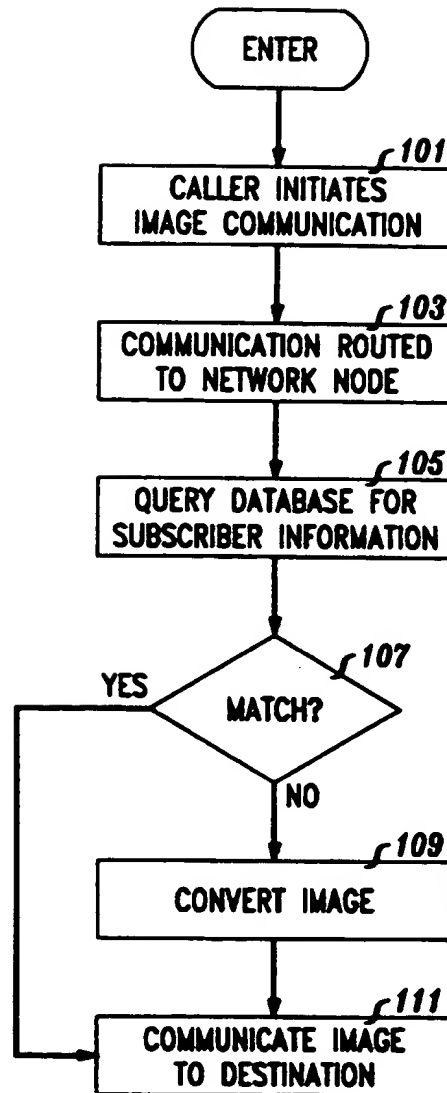 ENTER
101
CALLER INITIATES
IMAGE COMMUNICATION
103
COMMUNICATION ROUTED
TO NETWORK NODE
105
QUERY DATABASE FOR
SUBSCRIBER INFORMATION
107
YES
MATCH?
NO
109
CONVERT IMAGE
111
COMMUNICATE IMAGE
TO DESTINATION